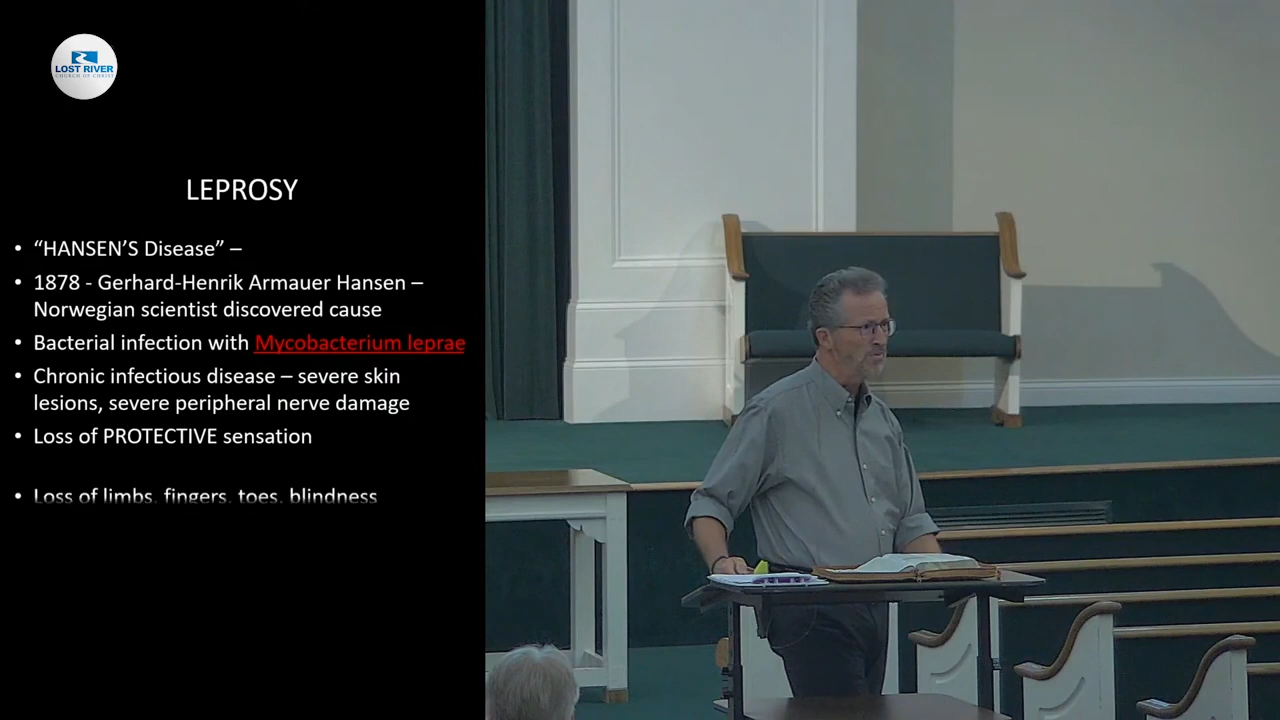 LOST RIVER
CHURCH OF CHRIST
LEPROSY
• “HANSEN’S Disease” –
• 1878 - Gerhard-Henrik Armauer Hansen –
Norwegian scientist discovered cause
• Bacterial infection with Mycobacterium leprae
• Chronic infectious disease – severe skin
lesions, severe peripheral nerve damage
• Loss of PROTECTIVE sensation
• Loss of limbs, fingers, toes, blindness